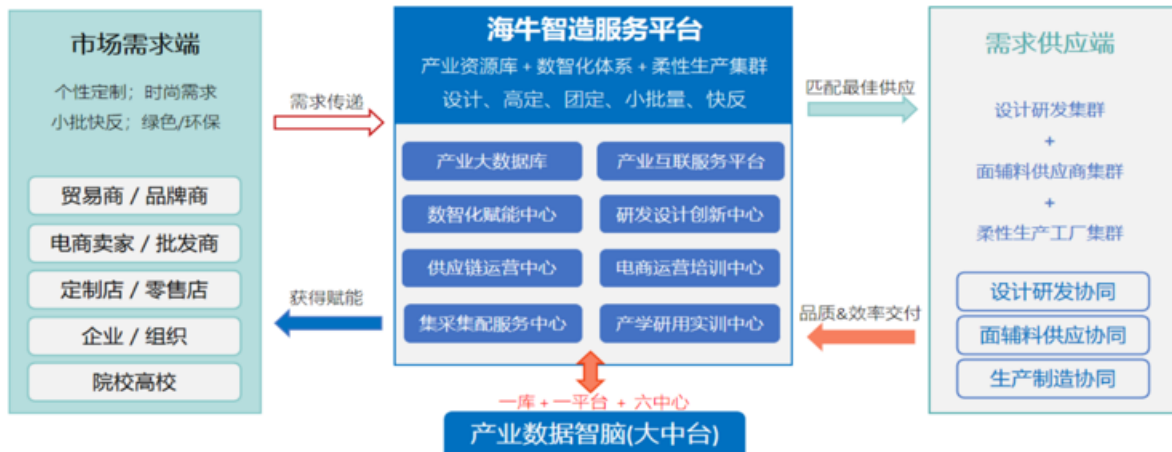 市场需求端
个性定制；时尚需求
小批快反；绿色/环保
贸易商 / 品牌商
电商卖家 / 批发商
定制店 / 零售店
企业 / 组织
院校高校
需求传递
获得赋能
海牛智造服务平台
产业资源库 + 数智化体系 + 柔性生产集群
设计、高定、团定、小批量、快反
产业大数据库
产业互联服务平台
数智化赋能中心
研发设计创新中心
供应链运营中心
电商运营培训中心
集采集配服务中心
产学研用实训中心
一库 + 一平台 + 六中心
产业数据智脑(大中台)
匹配最佳供应
品质&效率交付
需求供应端
设计研发集群
+
面辅料供应商集群
+
柔性生产工厂集群
设计研发协同
面辅料供应协同
生产制造协同